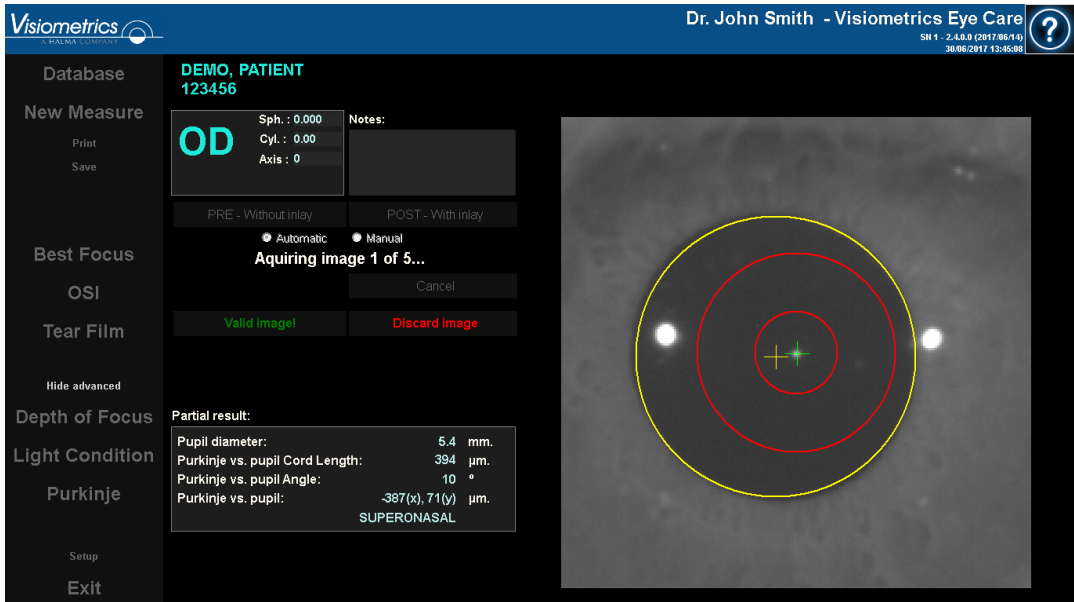 Visiometrics
A HALMA COMPANY
Dr. John Smith - Visiometrics Eye Care
SN 1 - 2.4.0.0 (2017/06/14)
30/06/2017 13:45:08
?
Database
New Measure
Print
Save
Best Focus
OSI
Tear Film
Hide advanced
Depth of Focus
Light Condition
Purkinje
Setup
Exit
DEMO, PATIENT
123456
OD
Sph. : 0.000
Cyl. : 0.00
Axis : 0
Notes:
PRE - Without inlay
POST - With inlay
Automatic
Manual
Aquiring image 1 of 5...
Cancel
Valid image!
Discard image
Partial result:
Pupil diameter: 5.4 mm.
Purkinje vs. pupil Cord Length: 394 µm.
Purkinje vs. pupil Angle: 10 º
Purkinje vs. pupil: -387(x), 71(y) µm.
SUPERONASAL